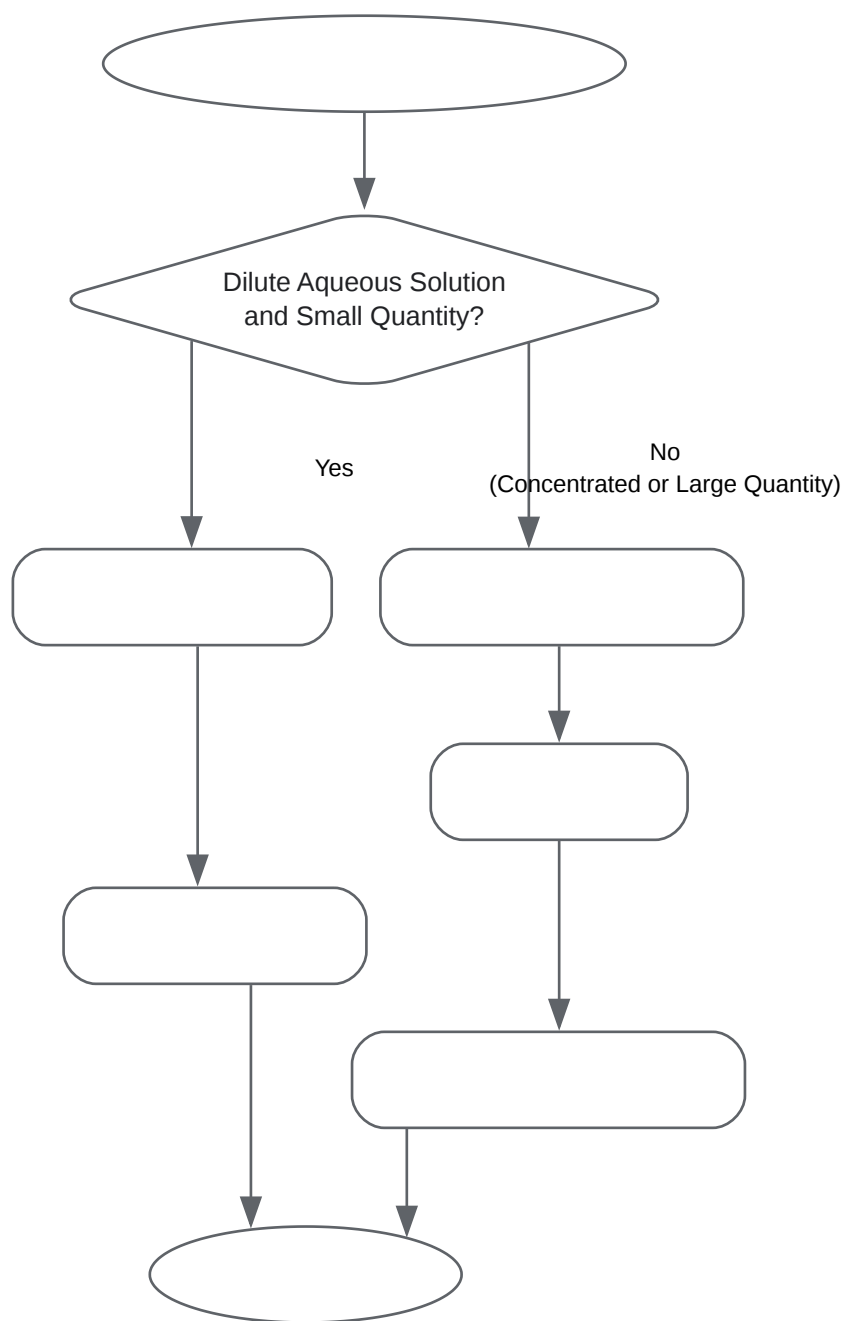 Dilute Aqueous Solution
and Small Quantity?
Yes
No
(Concentrated or Large Quantity)